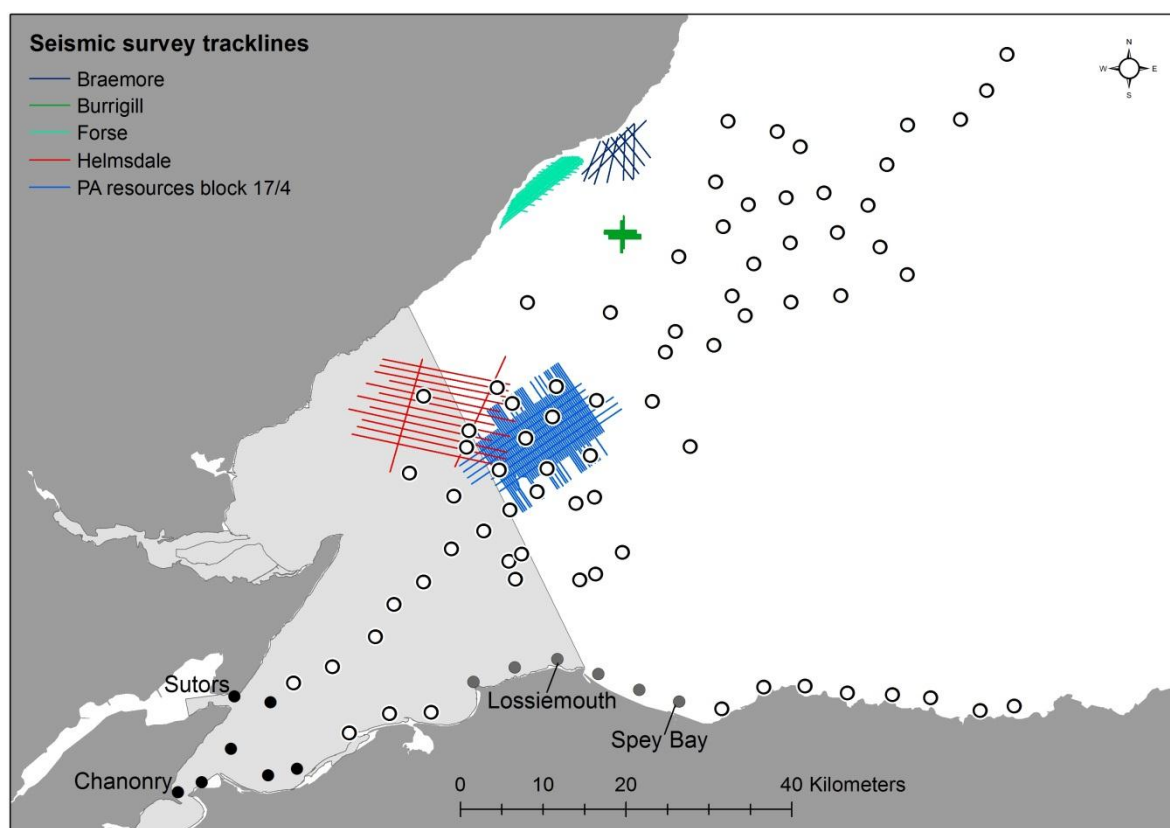 Seismic survey tracklines
Braemore
Burrigill
Forse
Helmsdale
PA resources block 17/4
N
W E
S
Sutors
Lossiemouth
Spey Bay
Chanonry
0 10 20 40 Kilometers